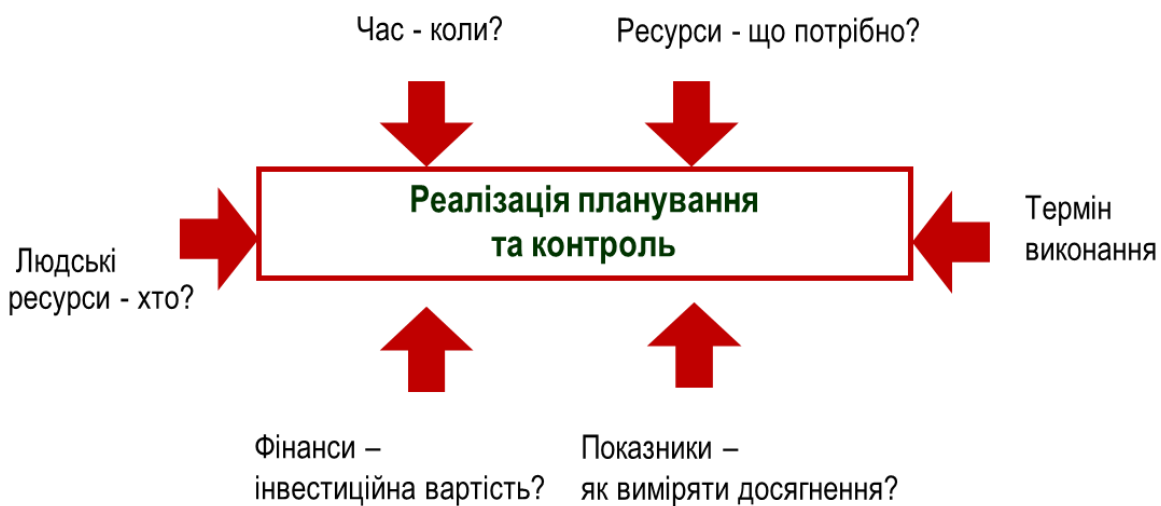 Час - коли?
Ресурси - що потрібно?
Реалізація планування
та контроль
Термін
виконання
Людські
ресурси - хто?
Фінанси –
інвестиційна вартість?
Показники –
як виміряти досягнення?